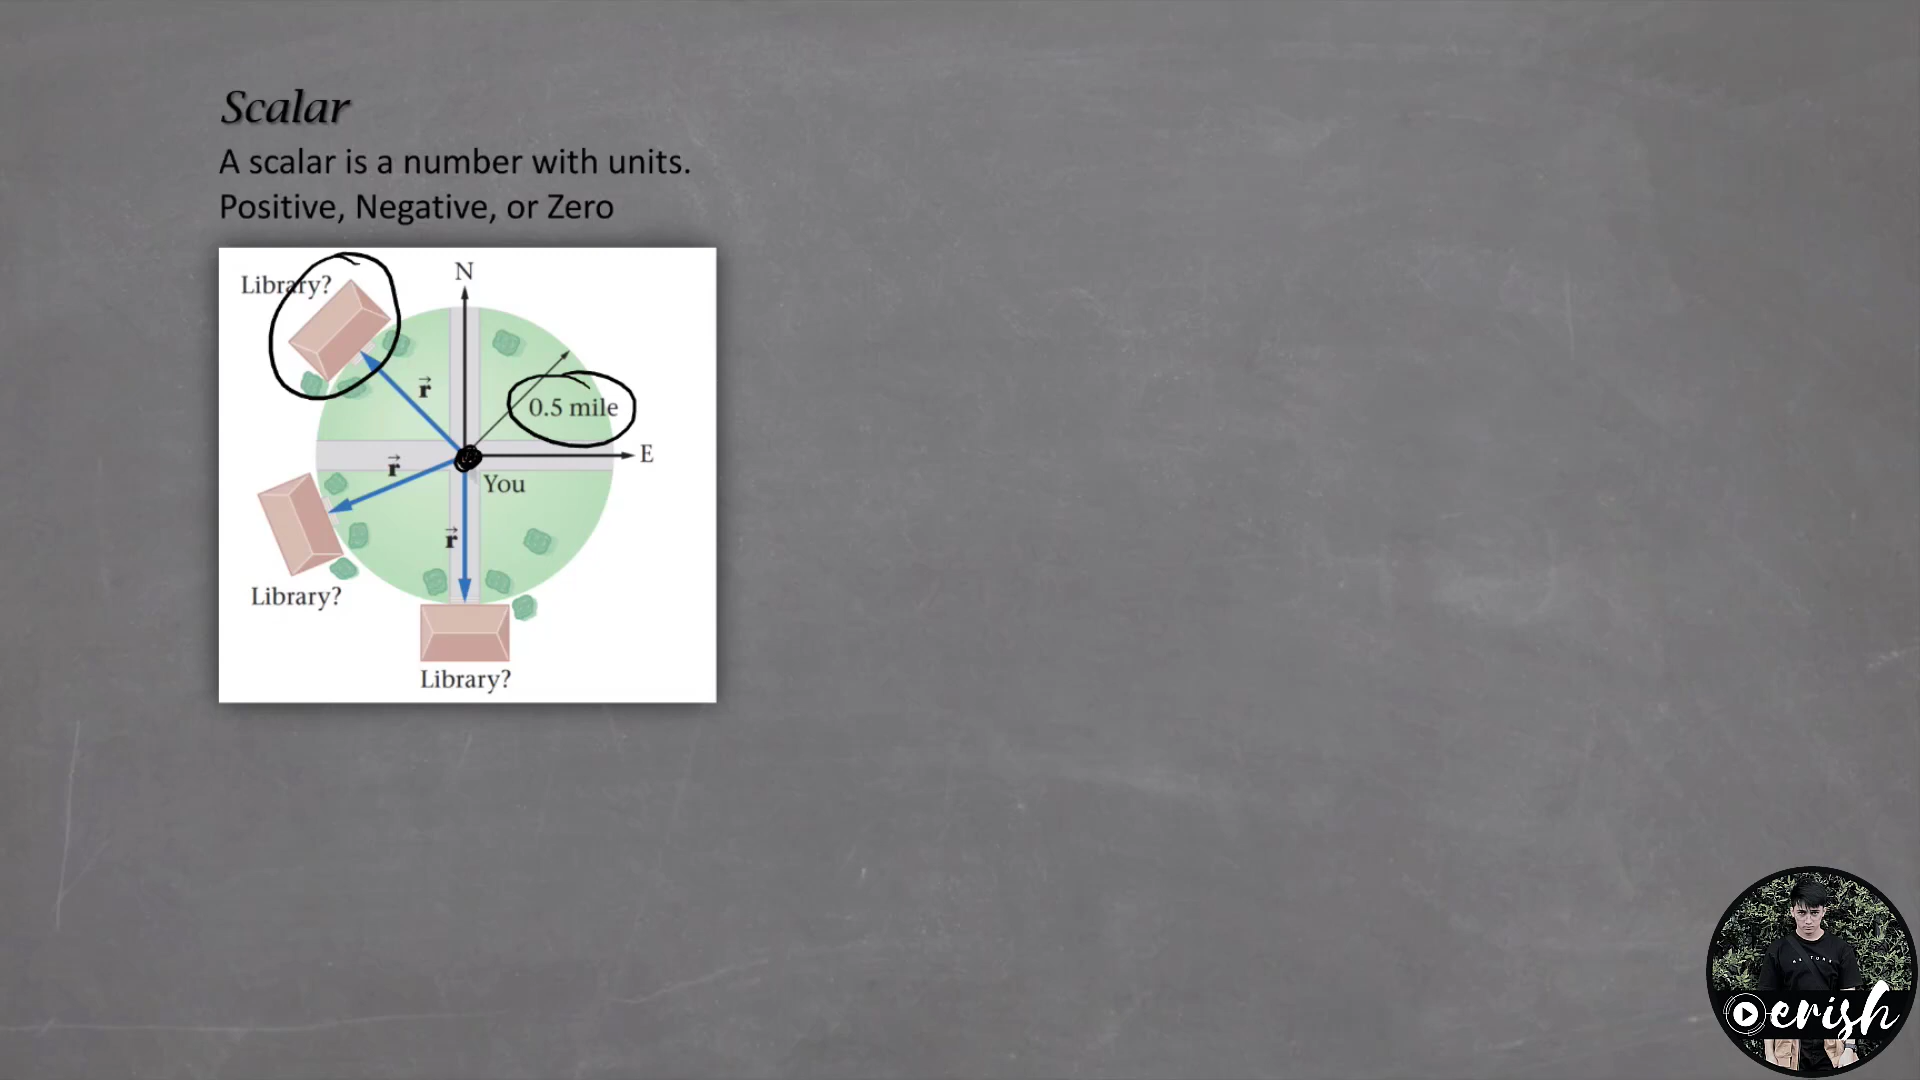 Scalar
A scalar is a number with units.
Positive, Negative, or Zero
Library?
N
r
0.5 mile
E
r
You
r
Library?
Library?
erish